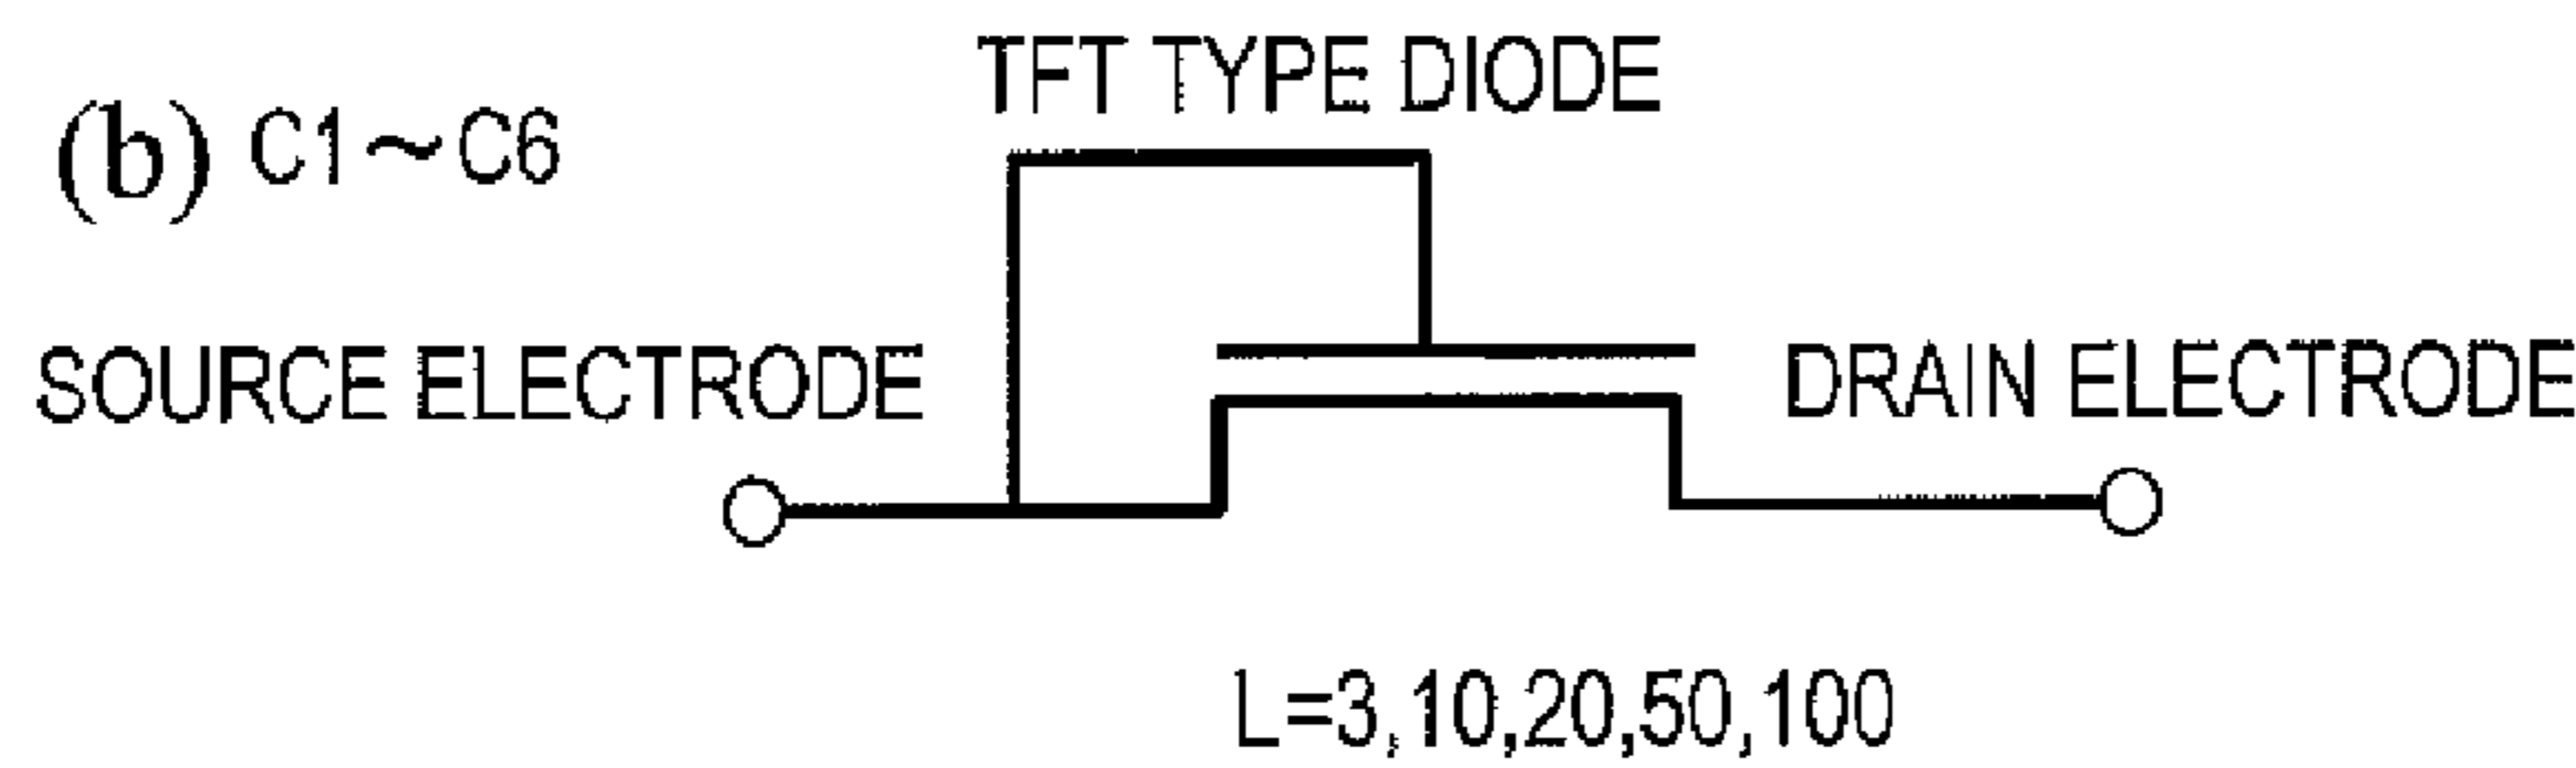 TFT TYPE DIODE
(b) C1~C6
SOURCE ELECTRODE
DRAIN ELECTRODE
L=3,10,20,50,100